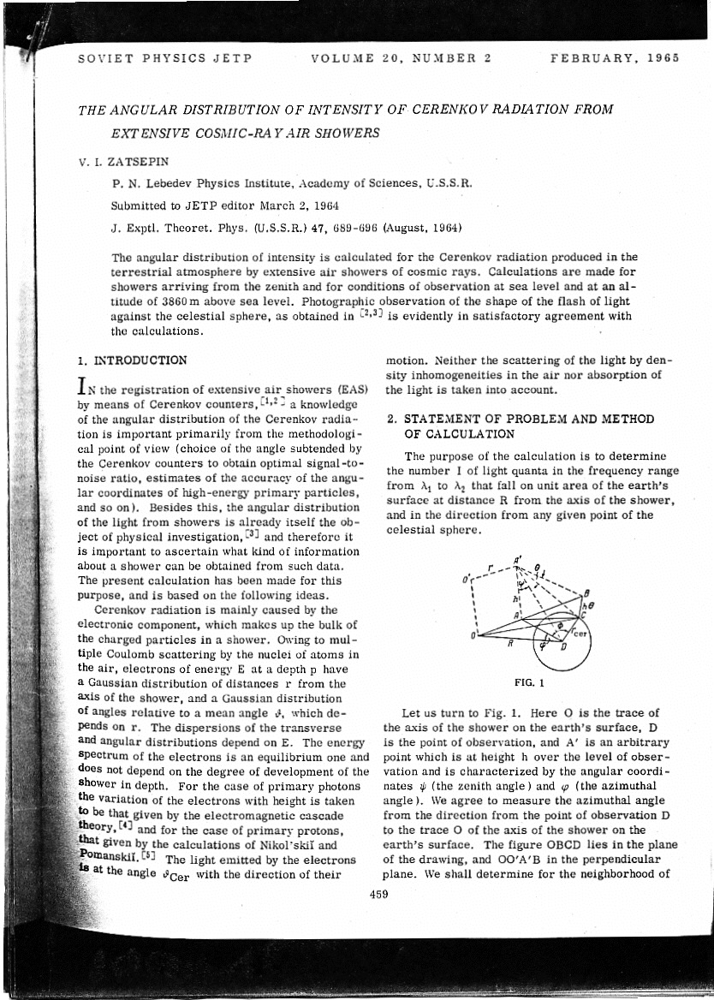 SOVIET PHYSICS JETP VOLUME 20, NUMBER 2 FEBRUARY, 1965
THE ANGULAR DISTRIBUTION OF INTENSITY OF CERENKOV RADIATION FROM
EXTENSIVE COSMIC-RAY AIR SHOWERS
V. I. ZATSEPIN
P. N. Lebedev Physics Institute, Academy of Sciences, U.S.S.R.
Submitted to JETP editor March 2, 1964
J. Exptl. Theoret. Phys. (U.S.S.R.) 47, 689-696 (August, 1964)
The angular distribution of intensity is calculated for the Cerenkov radiation produced in the
terrestrial atmosphere by extensive air showers of cosmic rays. Calculations are made for
showers arriving from the zenith and for conditions of observation at sea level and at an al-
titude of 3860 m above sea level. Photographic observation of the shape of the flash of light
against the celestial sphere, as obtained in [2,3] is evidently in satisfactory agreement with
the calculations.
1. INTRODUCTION
IN the registration of extensive air showers (EAS)
by means of Cerenkov counters,[1,2] a knowledge
of the angular distribution of the Cerenkov radia-
tion is important primarily from the methodologi-
cal point of view (choice of the angle subtended by
the Cerenkov counters to obtain optimal signal-to-
noise ratio, estimates of the accuracy of the angu-
lar coordinates of high-energy primary particles,
and so on). Besides this, the angular distribution
of the light from showers is already itself the ob-
ject of physical investigation,[3] and therefore it
is important to ascertain what kind of information
about a shower can be obtained from such data.
The present calculation has been made for this
purpose, and is based on the following ideas.
Cerenkov radiation is mainly caused by the
electronic component, which makes up the bulk of
the charged particles in a shower. Owing to mul-
tiple Coulomb scattering by the nuclei of atoms in
the air, electrons of energy E at a depth p have
a Gaussian distribution of distances r from the
axis of the shower, and a Gaussian distribution
of angles relative to a mean angle ϑ, which de-
pends on r. The dispersions of the transverse
and angular distributions depend on E. The energy
spectrum of the electrons is an equilibrium one and
does not depend on the degree of development of the
shower in depth. For the case of primary photons
the variation of the electrons with height is taken
to be that given by the electromagnetic cascade
theory,[4] and for the case of primary protons,
that given by the calculations of Nikol'skiĭ and
Pomanskiĭ.[5] The light emitted by the electrons
is at the angle ϑCer with the direction of their
motion. Neither the scattering of the light by den-
sity inhomogeneities in the air nor absorption of
the light is taken into account.
2. STATEMENT OF PROBLEM AND METHOD
OF CALCULATION
The purpose of the calculation is to determine
the number I of light quanta in the frequency range
from λ1 to λ2 that fall on unit area of the earth's
surface at distance R from the axis of the shower,
and in the direction from any given point of the
celestial sphere.
A'
O' r θ
ψ
h B
hθ
A C
Φ rcer
O R φ D
FIG. 1
Let us turn to Fig. 1. Here O is the trace of
the axis of the shower on the earth's surface, D
is the point of observation, and A' is an arbitrary
point which is at height h over the level of obser-
vation and is characterized by the angular coordi-
nates ψ (the zenith angle) and φ (the azimuthal
angle). We agree to measure the azimuthal angle
from the direction from the point of observation D
to the trace O of the axis of the shower on the
earth's surface. The figure OBCD lies in the plane
of the drawing, and OO'A'B in the perpendicular
plane. We shall determine for the neighborhood of
459